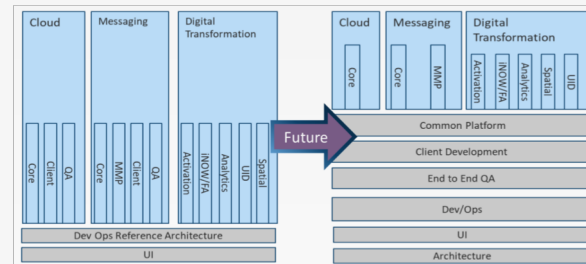 Cloud
Messaging
Digital
Transformation
Core
Client
QA
Core
MMP
Client
QA
Activation
iNOW/FA
Analytics
UID
Spatial
Dev Ops Reference Architecture
UI
Future
Cloud
Messaging
Digital
Transformation
Core
Core
MMP
Activation
iNOW/FA
Analytics
Spatial
UID
Common Platform
Client Development
End to End QA
Dev/Ops
UI
Architecture